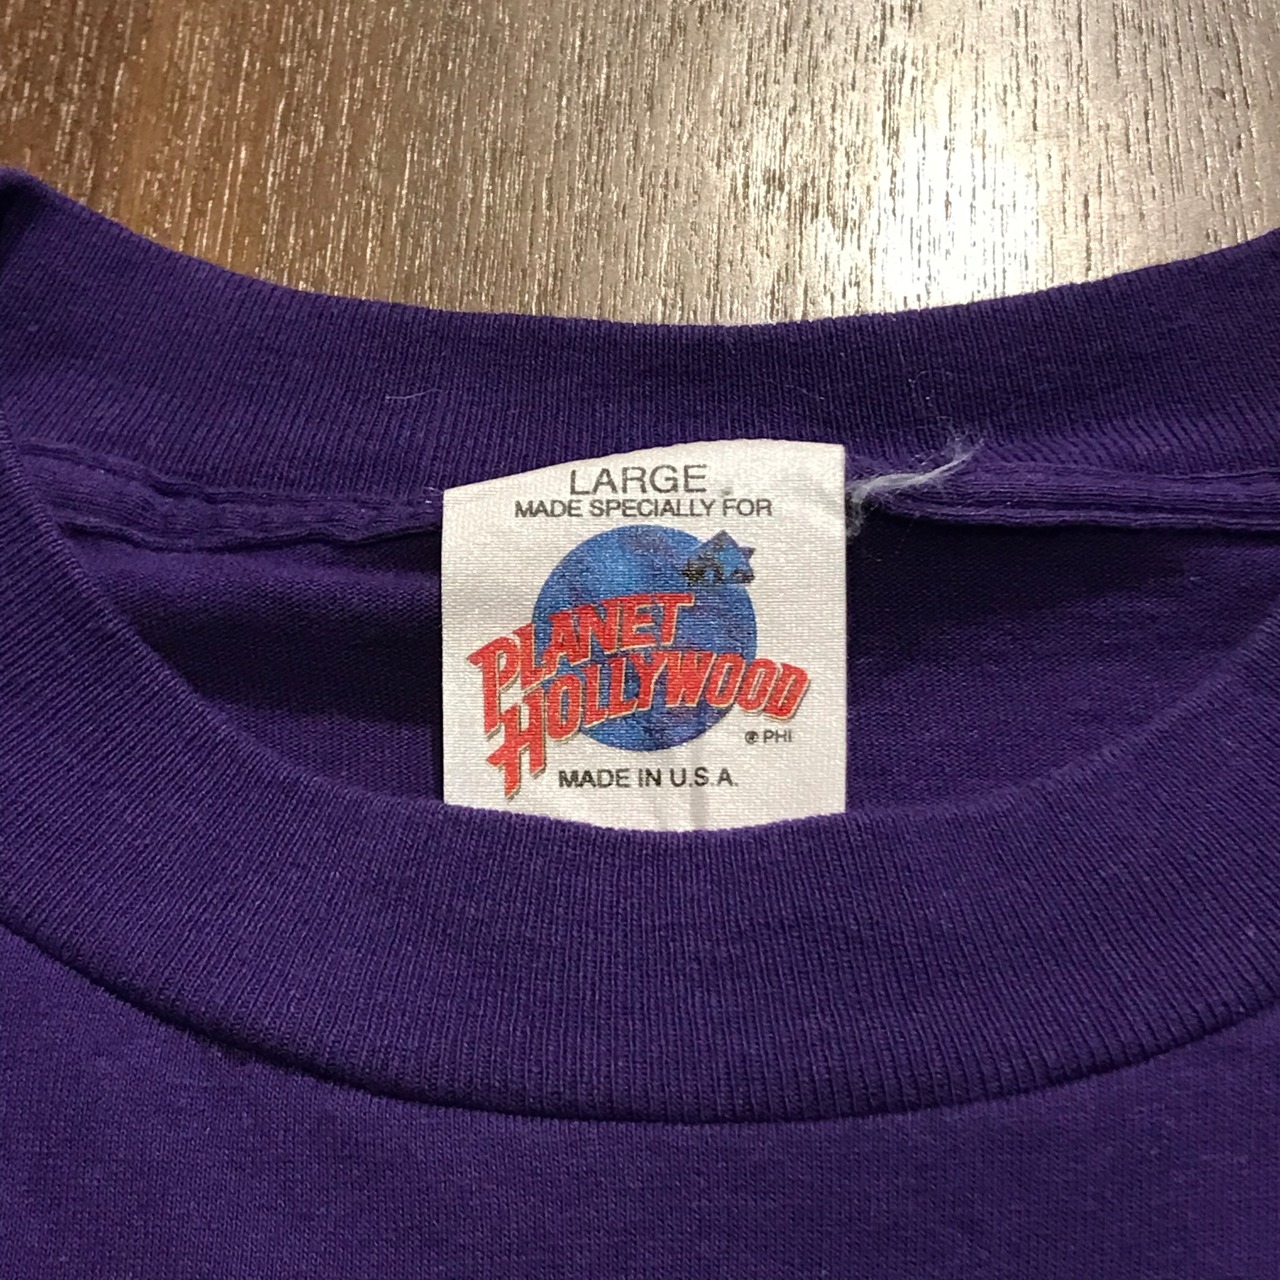 LARGE
MADE SPECIALLY FOR
PLANET
HOLLYWOOD
® PHI
MADE IN U.S.A.